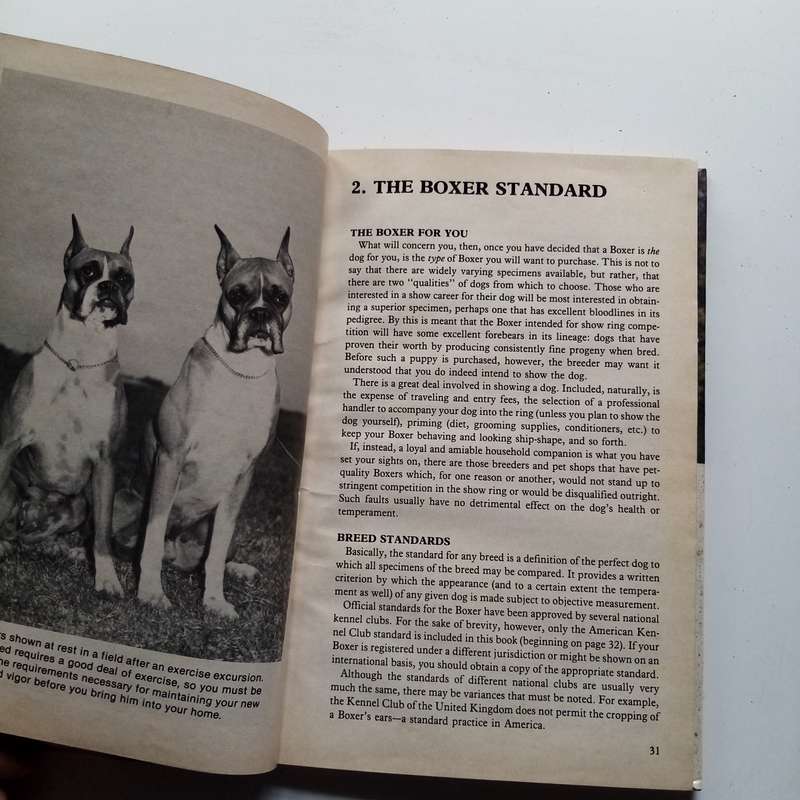 s shown at rest in a field after an exercise excursion.
ed requires a good deal of exercise, so you must be
e requirements necessary for maintaining your new
vigor before you bring him into your home.
2. THE BOXER STANDARD
THE BOXER FOR YOU
What will concern you, then, once you have decided that a Boxer is the
dog for you, is the type of Boxer you will want to purchase. This is not to
say that there are widely varying specimens available, but rather, that
there are two "qualities" of dogs from which to choose. Those who are
interested in a show career for their dog will be most interested in obtain-
ing a superior specimen, perhaps one that has excellent bloodlines in its
pedigree. By this is meant that the Boxer intended for show ring compe-
tition will have some excellent forebears in its lineage: dogs that have
proven their worth by producing consistently fine progeny when bred.
Before such a puppy is purchased, however, the breeder may want it
understood that you do indeed intend to show the dog.
There is a great deal involved in showing a dog. Included, naturally, is
the expense of traveling and entry fees, the selection of a professional
handler to accompany your dog into the ring (unless you plan to show the
dog yourself), priming (diet, grooming supplies, conditioners, etc.) to
keep your Boxer behaving and looking ship-shape, and so forth.
If, instead, a loyal and amiable household companion is what you have
set your sights on, there are those breeders and pet shops that have pet-
quality Boxers which, for one reason or another, would not stand up to
stringent competition in the show ring or would be disqualified outright.
Such faults usually have no detrimental effect on the dog's health or
temperament.
BREED STANDARDS
Basically, the standard for any breed is a definition of the perfect dog to
which all specimens of the breed may be compared. It provides a written
criterion by which the appearance (and to a certain extent the tempera-
ment as well) of any given dog is made subject to objective measurement.
Official standards for the Boxer have been approved by several national
kennel clubs. For the sake of brevity, however, only the American Ken-
nel Club standard is included in this book (beginning on page 32). If your
Boxer is registered under a different jurisdiction or might be shown on an
international basis, you should obtain a copy of the appropriate standard.
Although the standards of different national clubs are usually very
much the same, there may be variances that must be noted. For example,
the Kennel Club of the United Kingdom does not permit the cropping of
a Boxer's ears—a standard practice in America.
31